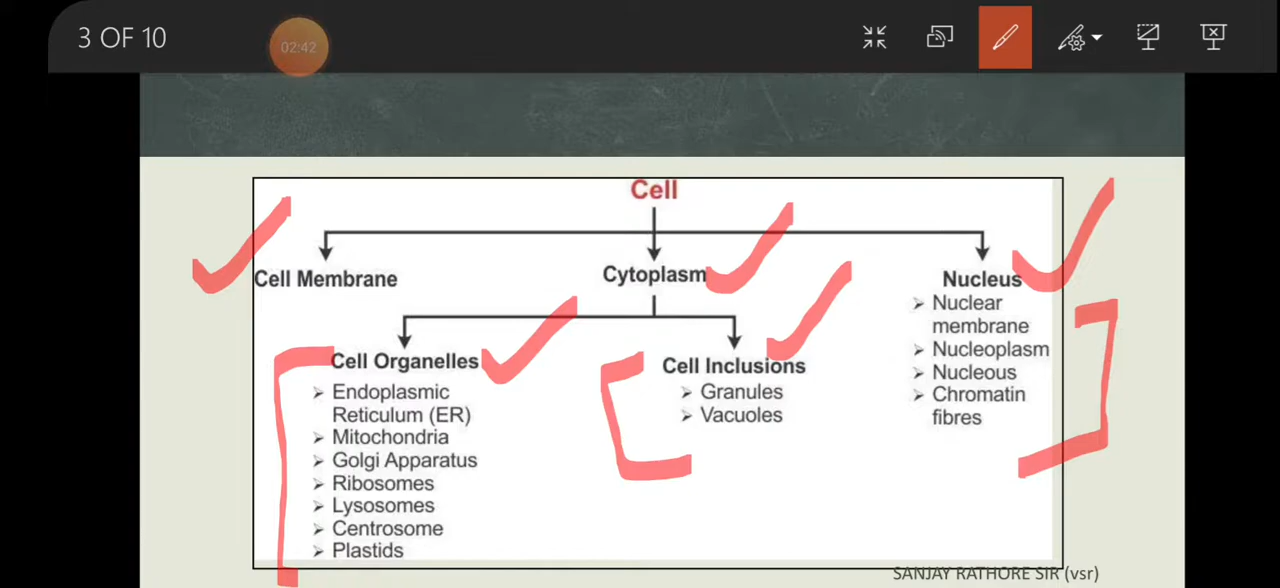 3 OF 10
02:42
Cell
Cell Membrane
Cytoplasm
Nucleus
➢ Nuclear
membrane
➢ Nucleoplasm
➢ Nucleous
➢ Chromatin
fibres
Cell Organelles
➢ Endoplasmic
Reticulum (ER)
➢ Mitochondria
➢ Golgi Apparatus
➢ Ribosomes
➢ Lysosomes
➢ Centrosome
➢ Plastids
Cell Inclusions
➢ Granules
➢ Vacuoles
SANJAY RATHORE SIR (vsr)